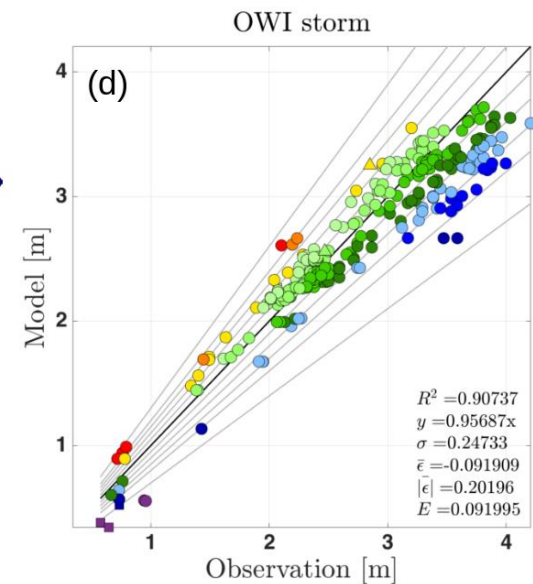 OWI storm
(d)
4
3
2
1
Model [m]
R² =0.90737
y =0.95687x
σ =0.24733
ϵ̄ =-0.091909
|ϵ̄| =0.20196
E =0.091995
1 2 3 4
Observation [m]